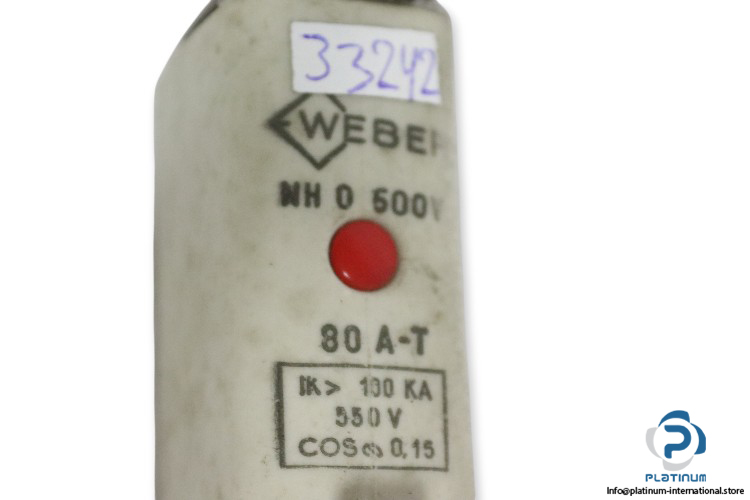 33242
WEBER
NH 0 500V
80 A-T
IK> 100 KA
550 V
COS φ 0,15
PLATINUM
Info@platinum-international.store